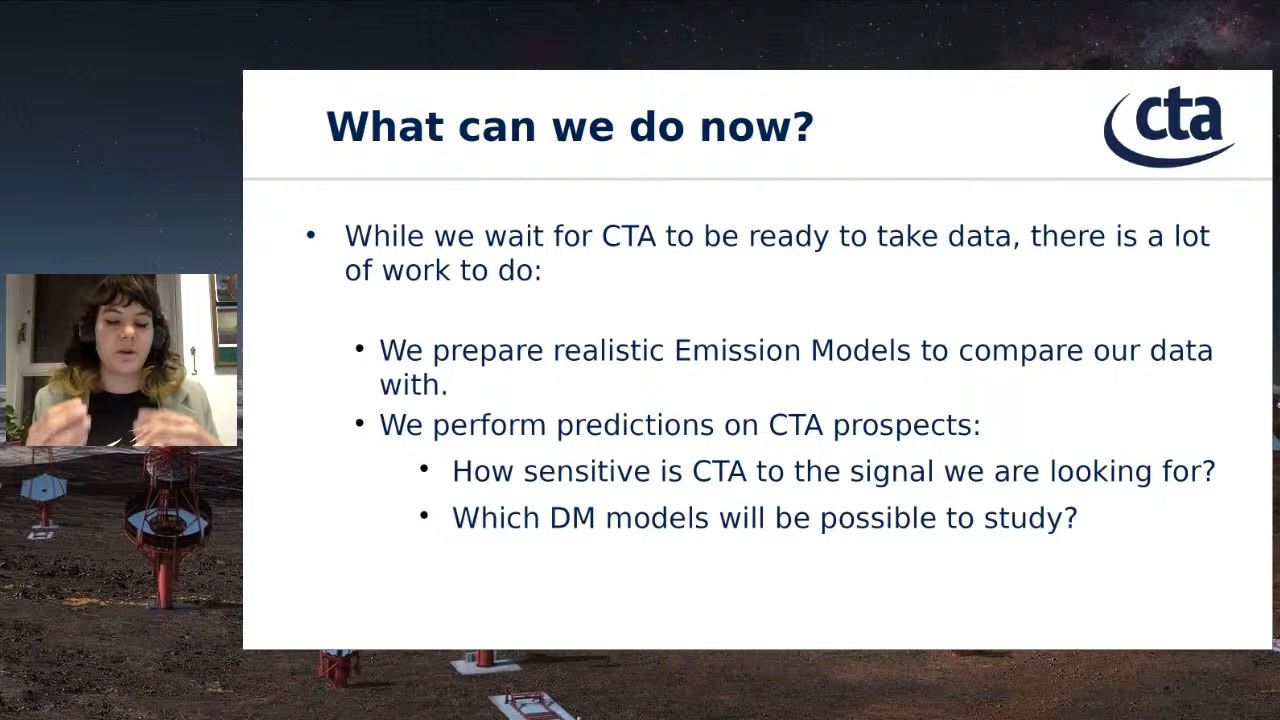 What can we do now?
cta
• While we wait for CTA to be ready to take data, there is a lot
of work to do:
• We prepare realistic Emission Models to compare our data
with.
• We perform predictions on CTA prospects:
• How sensitive is CTA to the signal we are looking for?
• Which DM models will be possible to study?